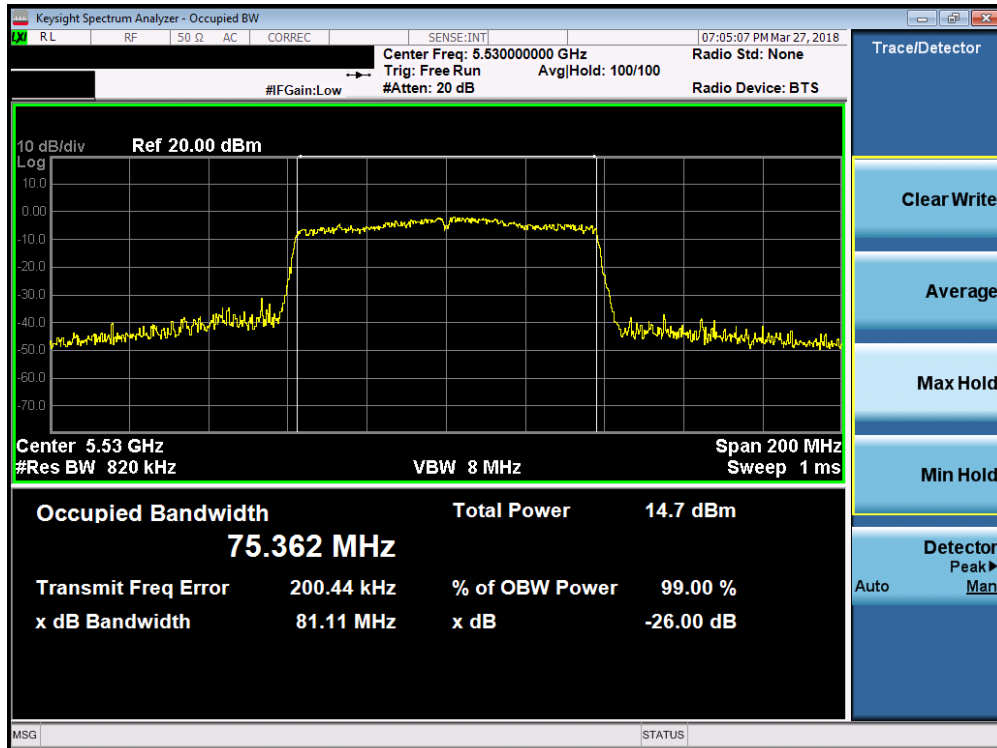 Keysight Spectrum Analyzer - Occupied BW
LXI RL RF 50 Ω AC CORREC SENSE:INT 07:05:07 PM Mar 27, 2018
Center Freq: 5.530000000 GHz Radio Std: None
Trig: Free Run Avg|Hold: 100/100
#IFGain:Low #Atten: 20 dB Radio Device: BTS
10 dB/div Ref 20.00 dBm
Log
10.0
0.00
-10.0
-20.0
-30.0
-40.0
-50.0
-60.0
-70.0
Center 5.53 GHz Span 200 MHz
#Res BW 820 kHz VBW 8 MHz Sweep 1 ms
Occupied Bandwidth Total Power 14.7 dBm
75.362 MHz
Transmit Freq Error 200.44 kHz % of OBW Power 99.00 %
x dB Bandwidth 81.11 MHz x dB -26.00 dB
MSG STATUS
Trace/Detector
Clear Write
Average
Max Hold
Min Hold
Detector
Peak▶
Auto Man